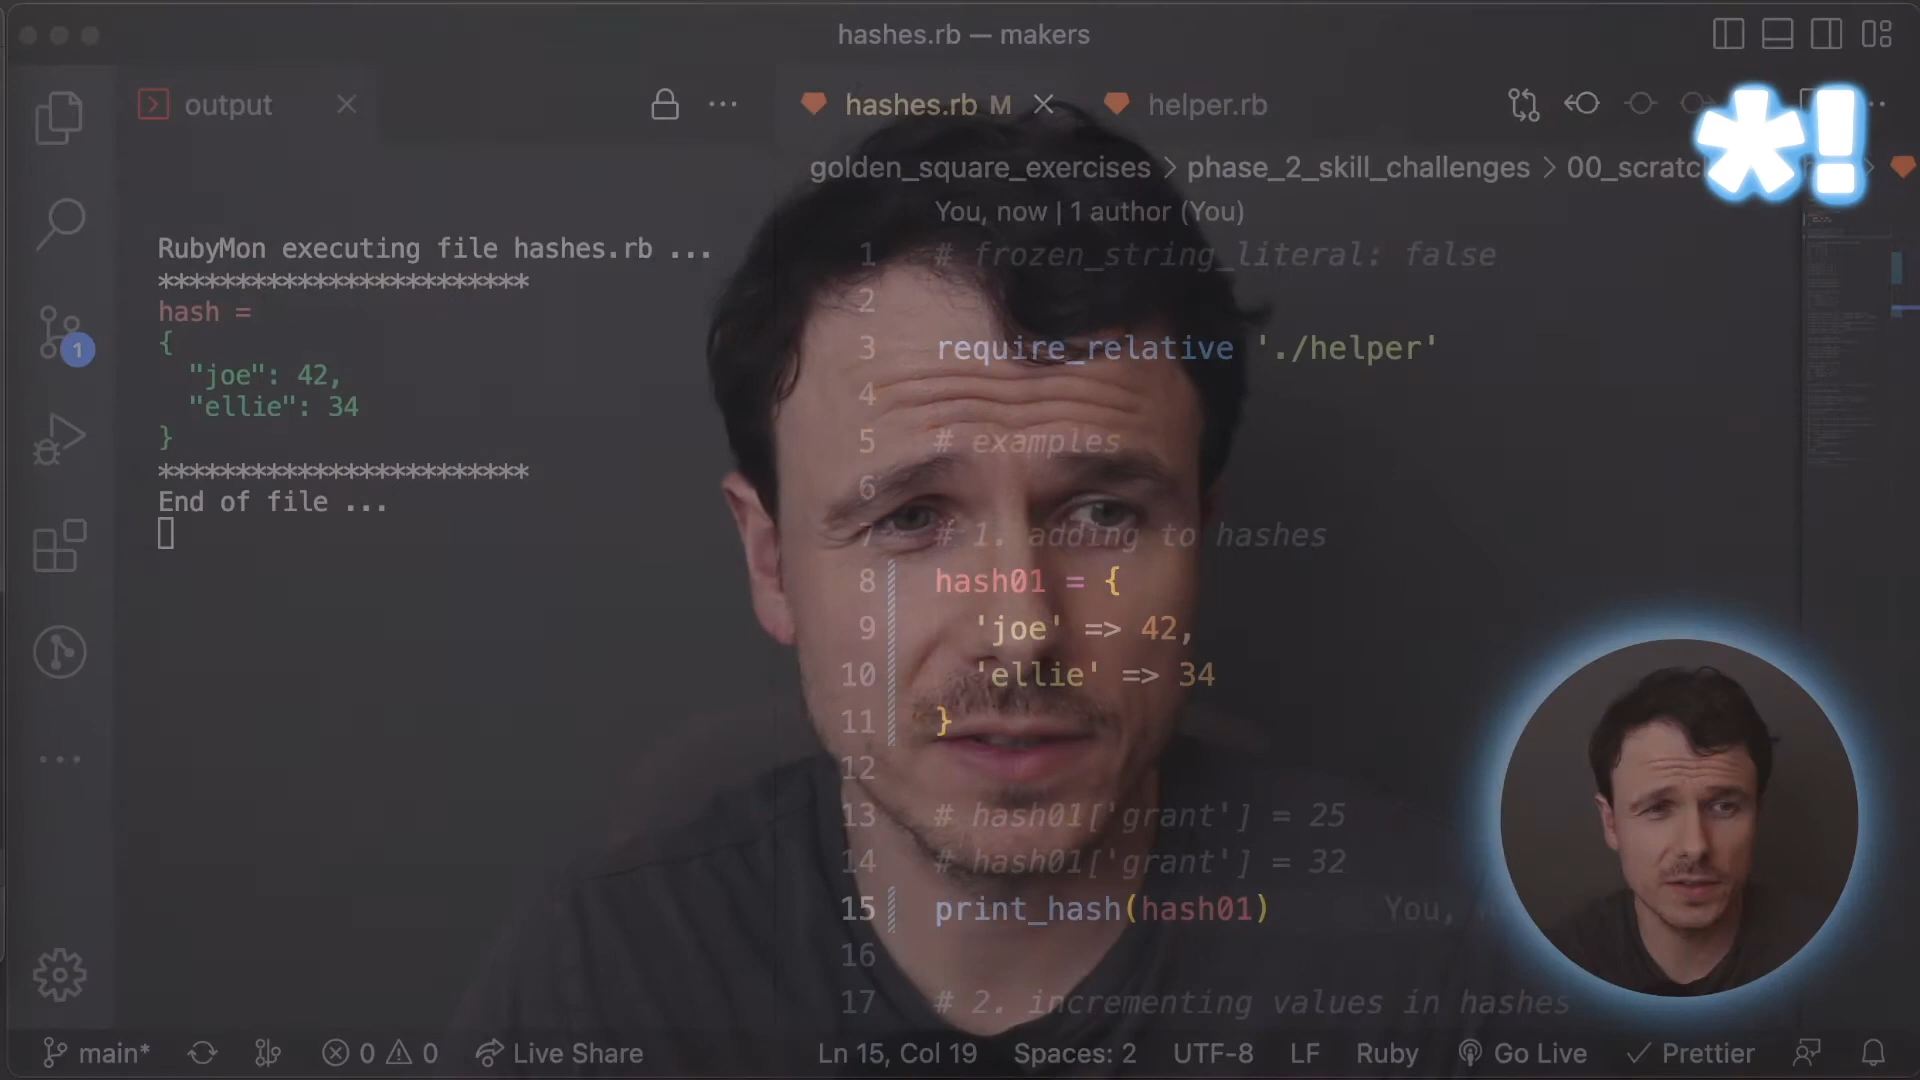 hashes.rb — makers
output
hashes.rb M
helper.rb
*!
golden_square_exercises > phase_2_skill_challenges > 00_scratc
You, now | 1 author (You)
RubyMon executing file hashes.rb ...
************************
hash =
{
"joe": 42,
"ellie": 34
}
************************
End of file ...
1
1 # frozen_string_literal: false
2
3 require_relative './helper'
4
5 # examples
6
7 # 1. adding to hashes
8 hash01 = {
9 'joe' => 42,
10 'ellie' => 34
11 }
12
13 # hash01['grant'] = 25
14 # hash01['grant'] = 32
15 print_hash(hash01) You,
16
17 # 2. incrementing values in hashes
main* 0 0 Live Share Ln 15, Col 19 Spaces: 2 UTF-8 LF Ruby Go Live Prettier